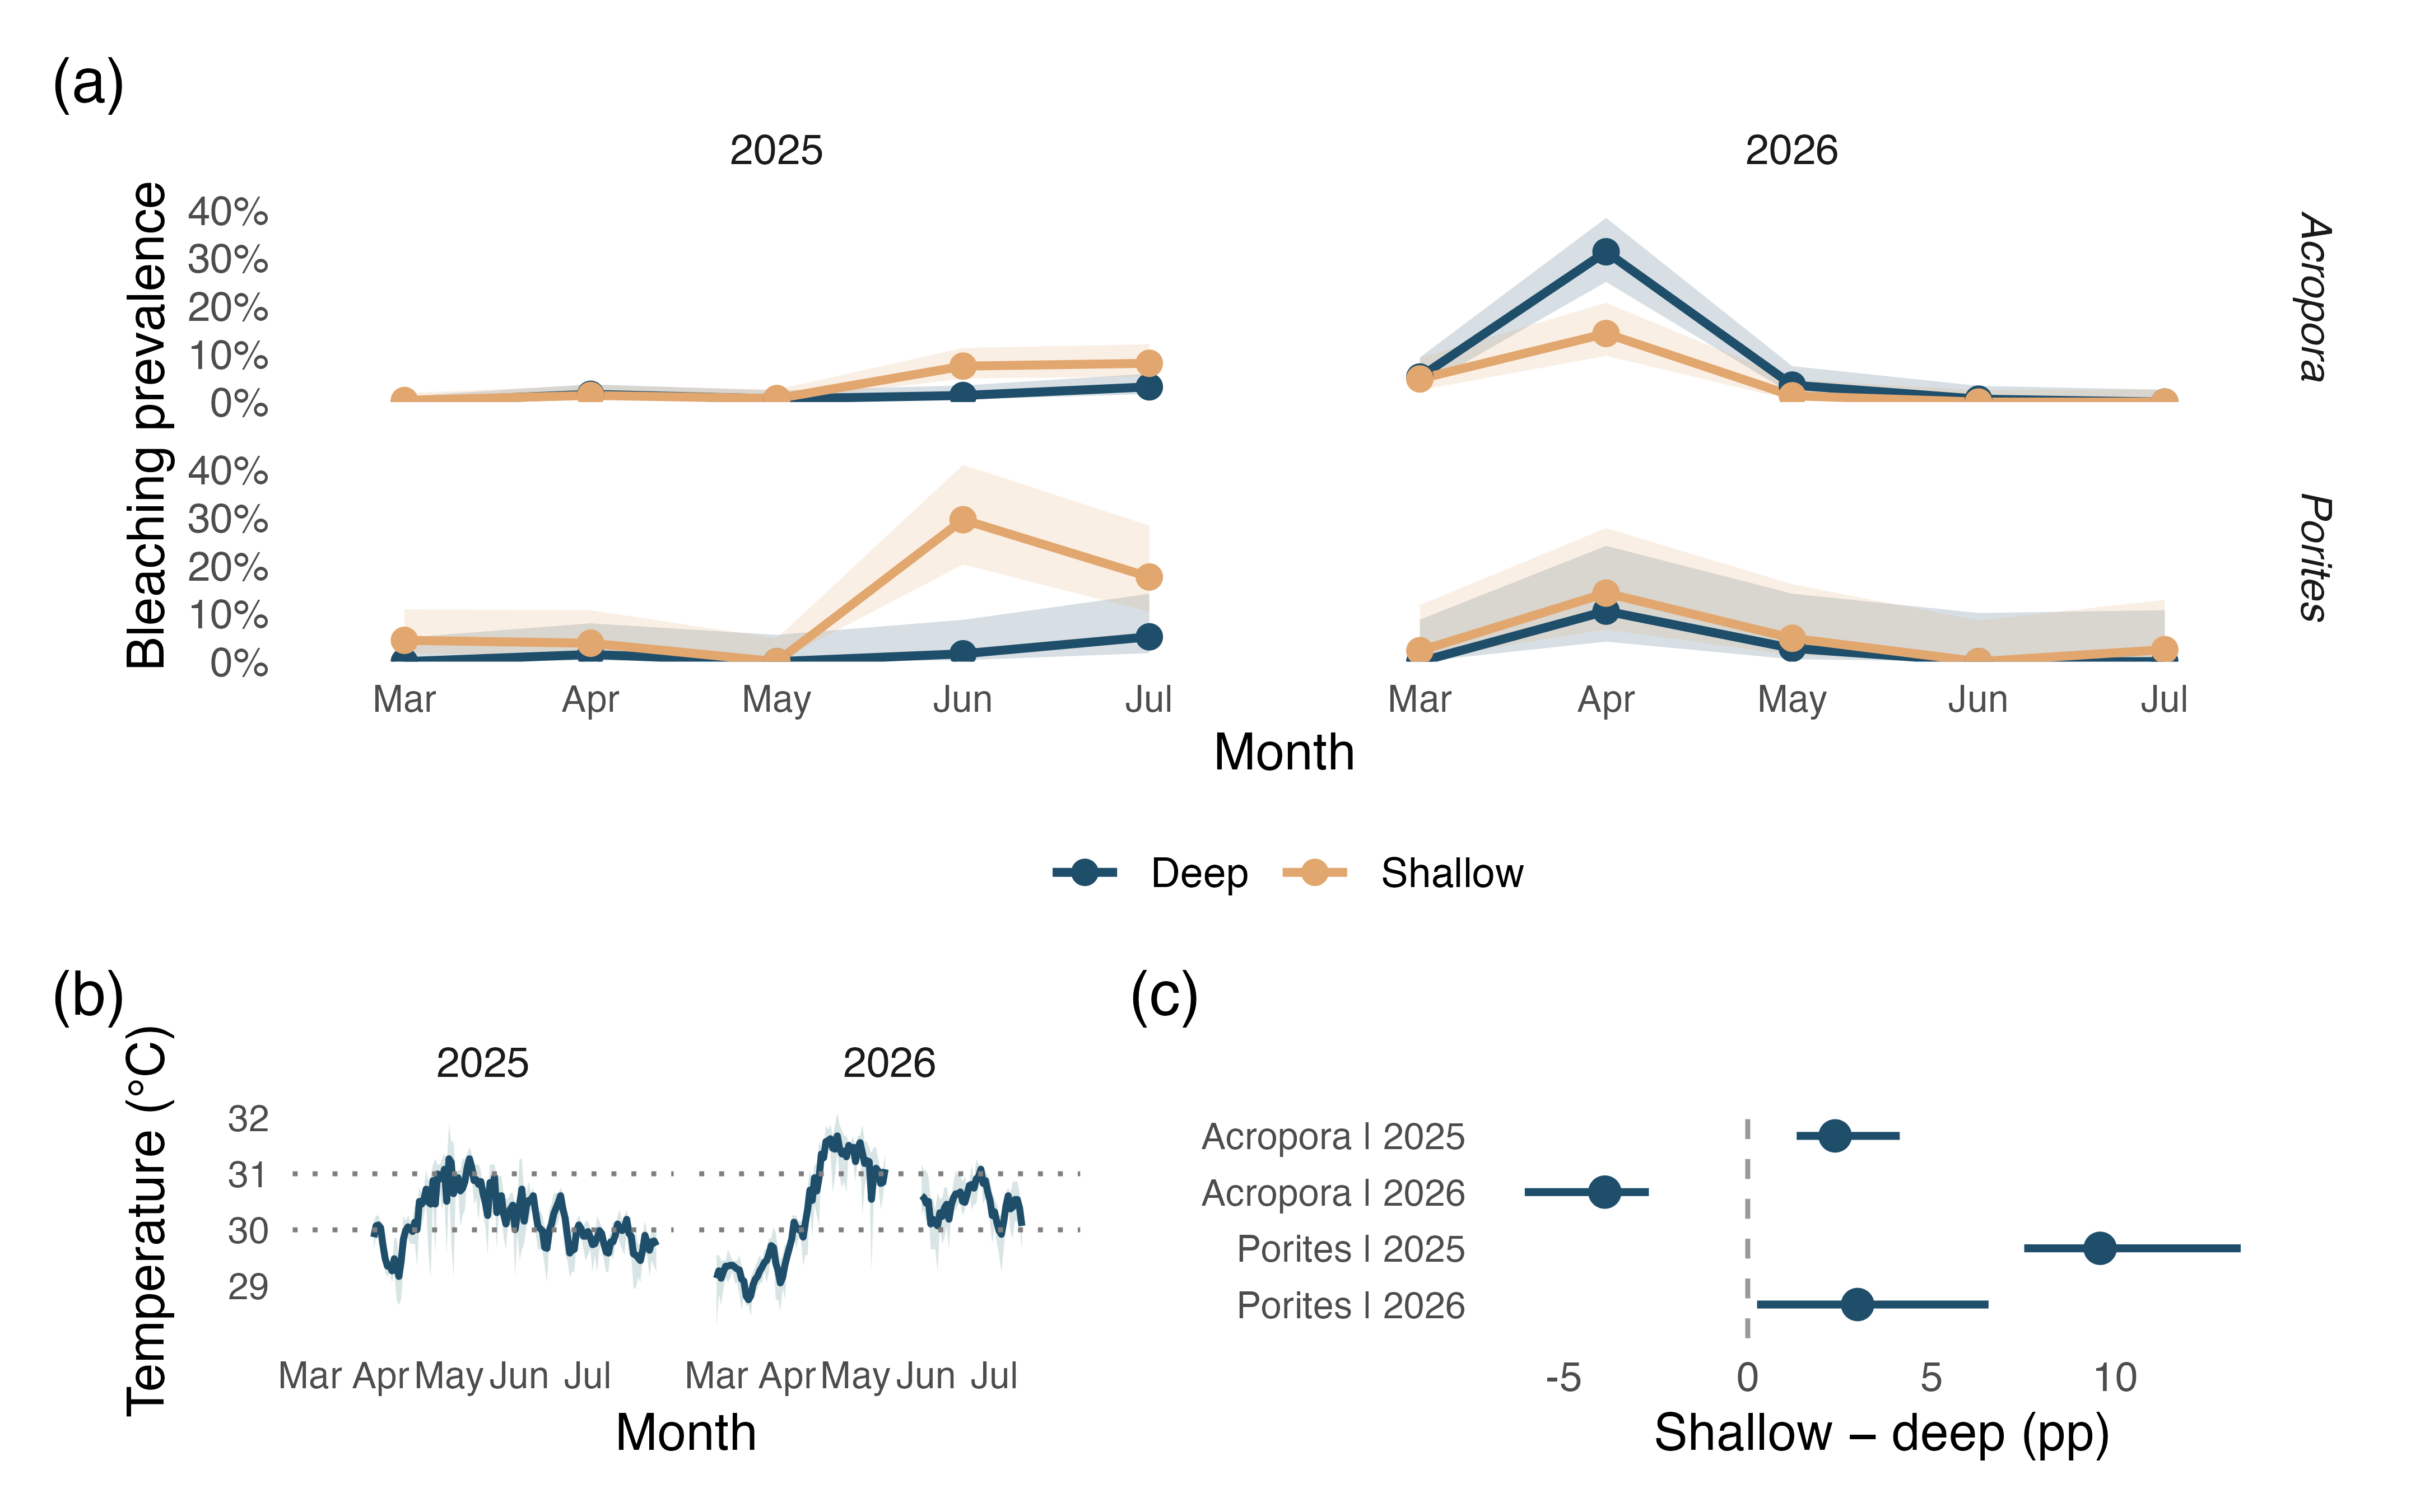 (a)
2025 2026
Bleaching prevalence
40%
30%
20%
10%
0%
Acropora
40%
30%
20%
10%
0%
Porites
Mar Apr May Jun Jul Mar Apr May Jun Jul
Month
Deep Shallow
(b)
2025 2026
Temperature (°C)
32
31
30
29
Mar Apr May Jun Jul Mar Apr May Jun Jul
Month
(c)
Acropora | 2025
Acropora | 2026
Porites | 2025
Porites | 2026
-5 0 5 10
Shallow – deep (pp)